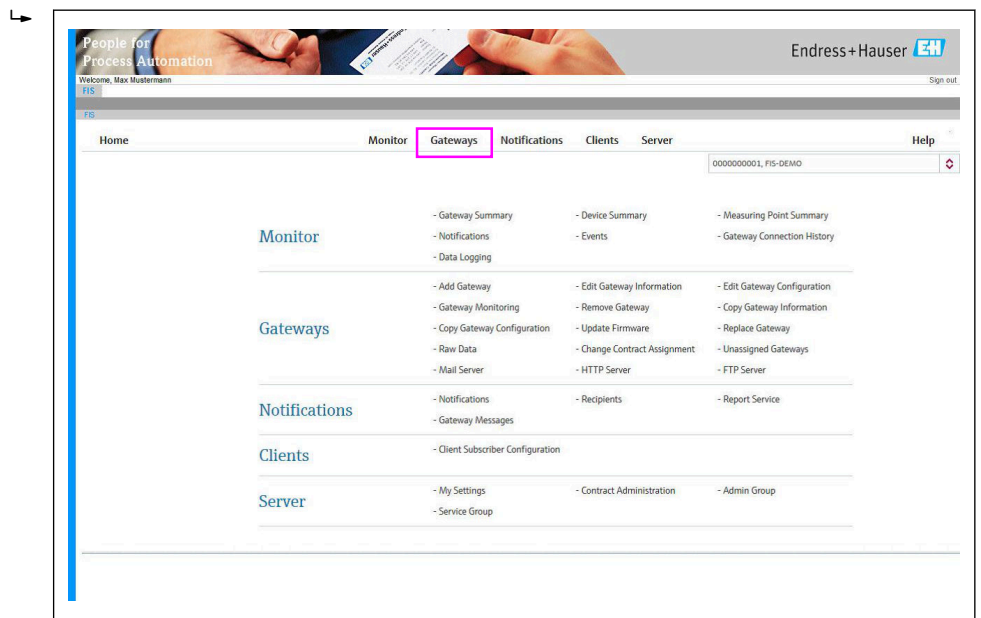 People for
Process Automation
Endress+Hauser EH
Welcome, Max Mustermann
Sign out
FIS
FIS
Home Monitor Gateways Notifications Clients Server Help
0000000001, FIS-DEMO
Monitor
- Gateway Summary - Device Summary - Measuring Point Summary
- Notifications - Events - Gateway Connection History
- Data Logging
Gateways
- Add Gateway - Edit Gateway Information - Edit Gateway Configuration
- Gateway Monitoring - Remove Gateway - Copy Gateway Information
- Copy Gateway Configuration - Update Firmware - Replace Gateway
- Raw Data - Change Contract Assignment - Unassigned Gateways
- Mail Server - HTTP Server - FTP Server
Notifications
- Notifications - Recipients - Report Service
- Gateway Messages
Clients
- Client Subscriber Configuration
Server
- My Settings - Contract Administration - Admin Group
- Service Group